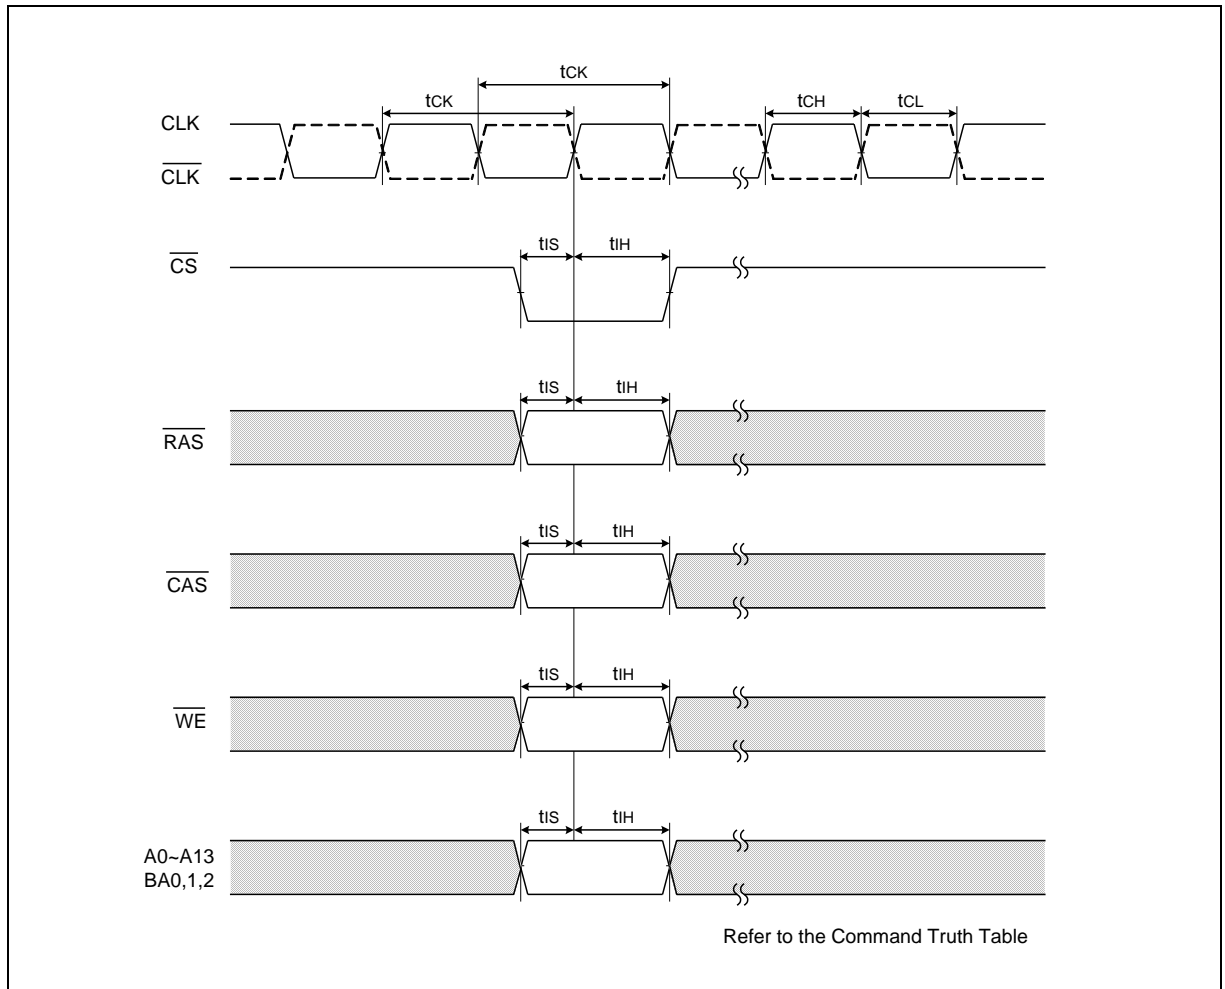 tCK
tCK
tCH
tCL
CLK
CLK
tIS
tIH
CS
tIS
tIH
RAS
tIS
tIH
CAS
tIS
tIH
WE
tIS
tIH
A0~A13
BA0,1,2
Refer to the Command Truth Table